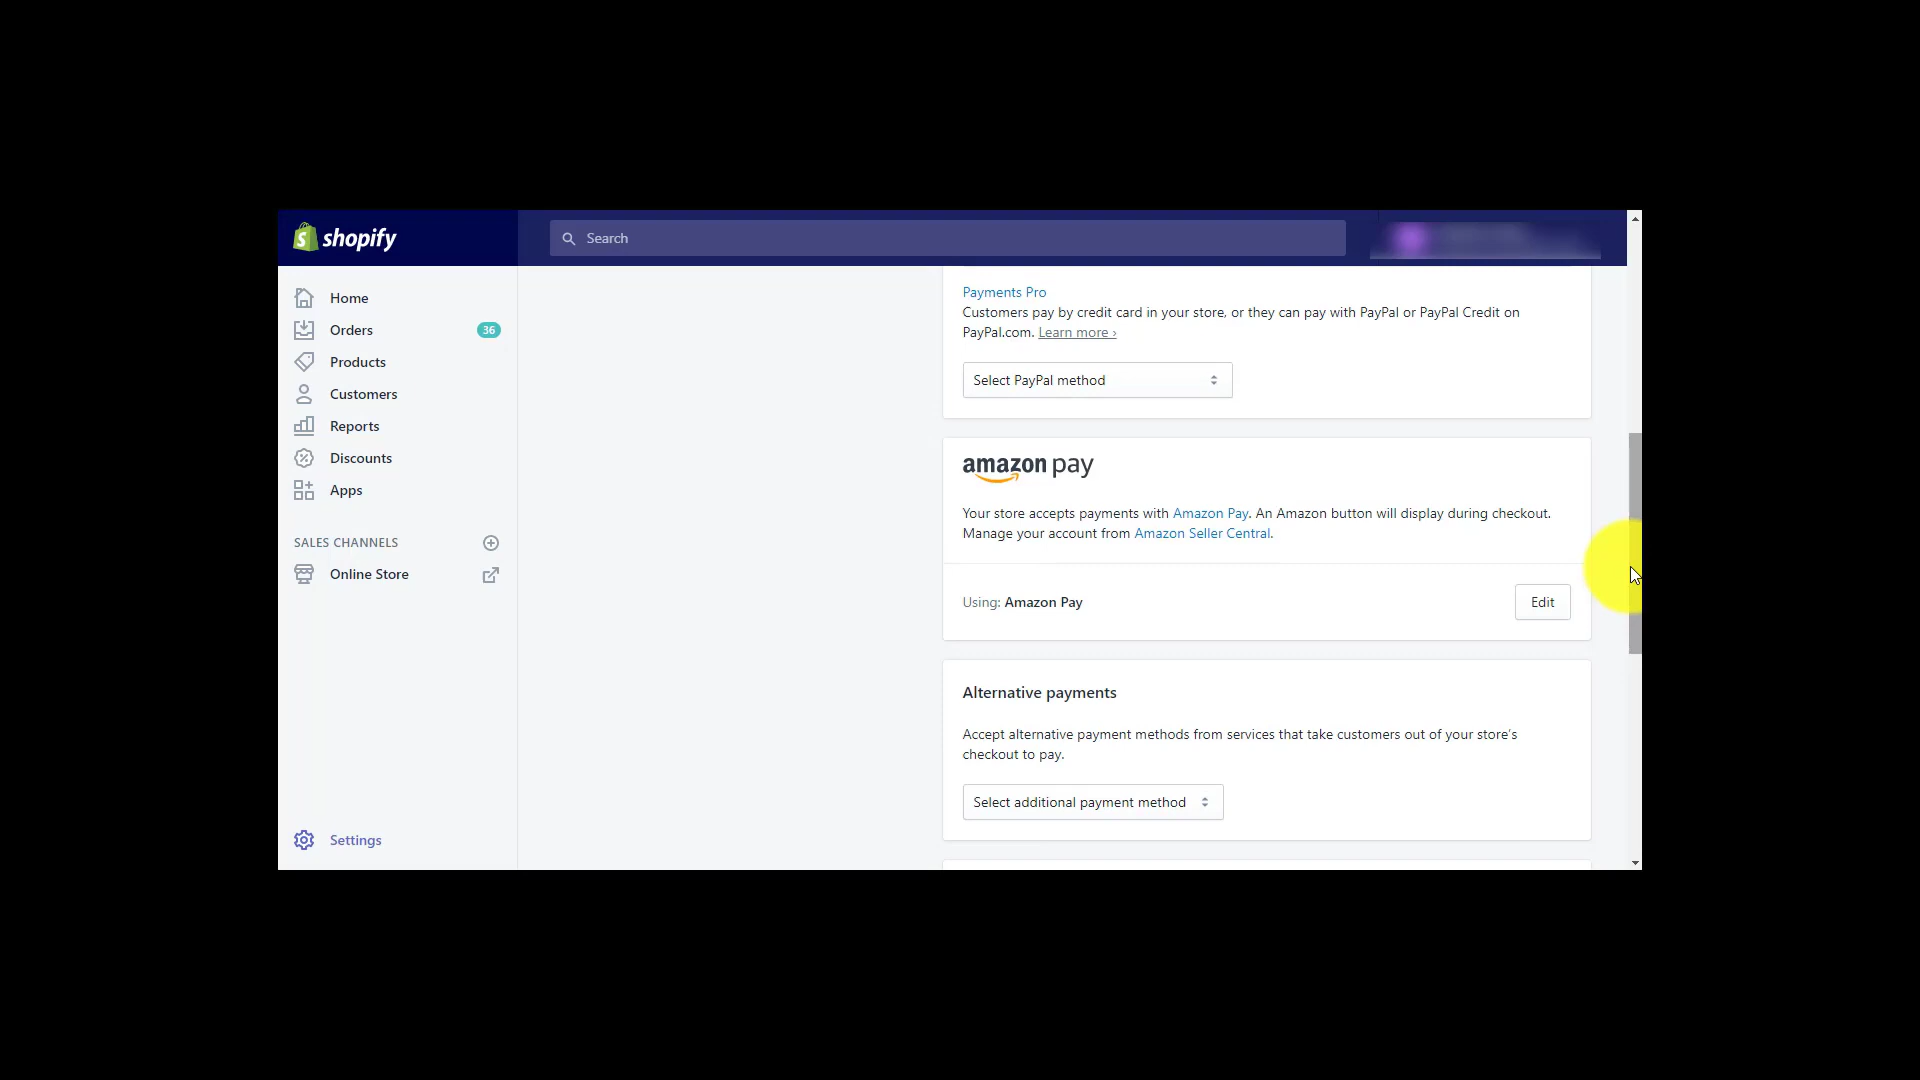 shopify
Search
Home
Orders
36
Products
Customers
Reports
Discounts
Apps
SALES CHANNELS
Online Store
Settings
Payments Pro
Customers pay by credit card in your store, or they can pay with PayPal or PayPal Credit on
PayPal.com. Learn more ›
Select PayPal method
amazon pay
Your store accepts payments with Amazon Pay. An Amazon button will display during checkout.
Manage your account from Amazon Seller Central.
Using: Amazon Pay
Edit
Alternative payments
Accept alternative payment methods from services that take customers out of your store's
checkout to pay.
Select additional payment method